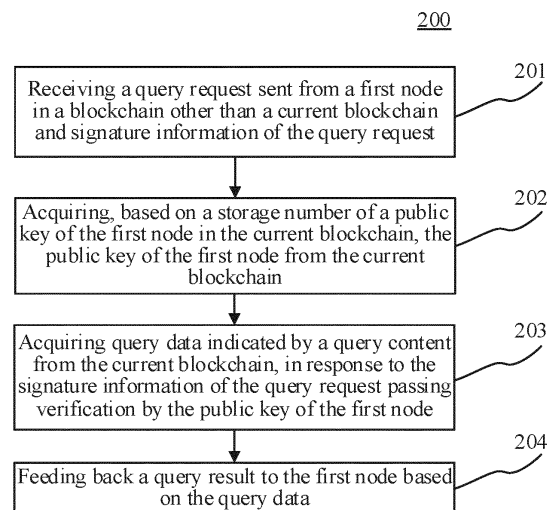 200
201
Receiving a query request sent from a first node
in a blockchain other than a current blockchain
and signature information of the query request
202
Acquiring, based on a storage number of a public
key of the first node in the current blockchain, the
public key of the first node from the current
blockchain
203
Acquiring query data indicated by a query content
from the current blockchain, in response to the
signature information of the query request passing
verification by the public key of the first node
204
Feeding back a query result to the first node based
on the query data